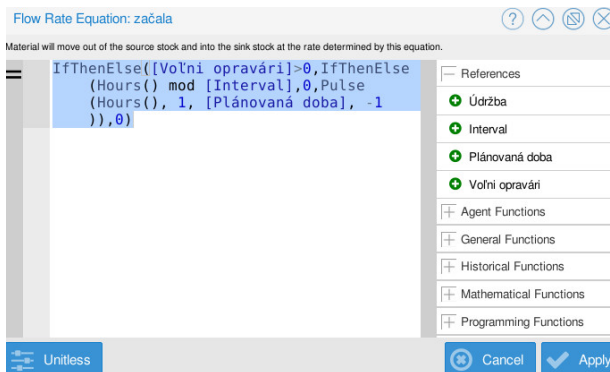 Flow Rate Equation: začala
Material will move out of the source stock and into the sink stock at the rate determined by this equation.
=
IfThenElse([Voľni opravári]>0,IfThenElse
(Hours() mod [Interval],0,Pulse
(Hours(), 1, [Plánovaná doba], -1
)),0)
References
Údržba
Interval
Plánovaná doba
Voľni opravári
Agent Functions
General Functions
Historical Functions
Mathematical Functions
Programming Functions
Unitless
Cancel
Apply